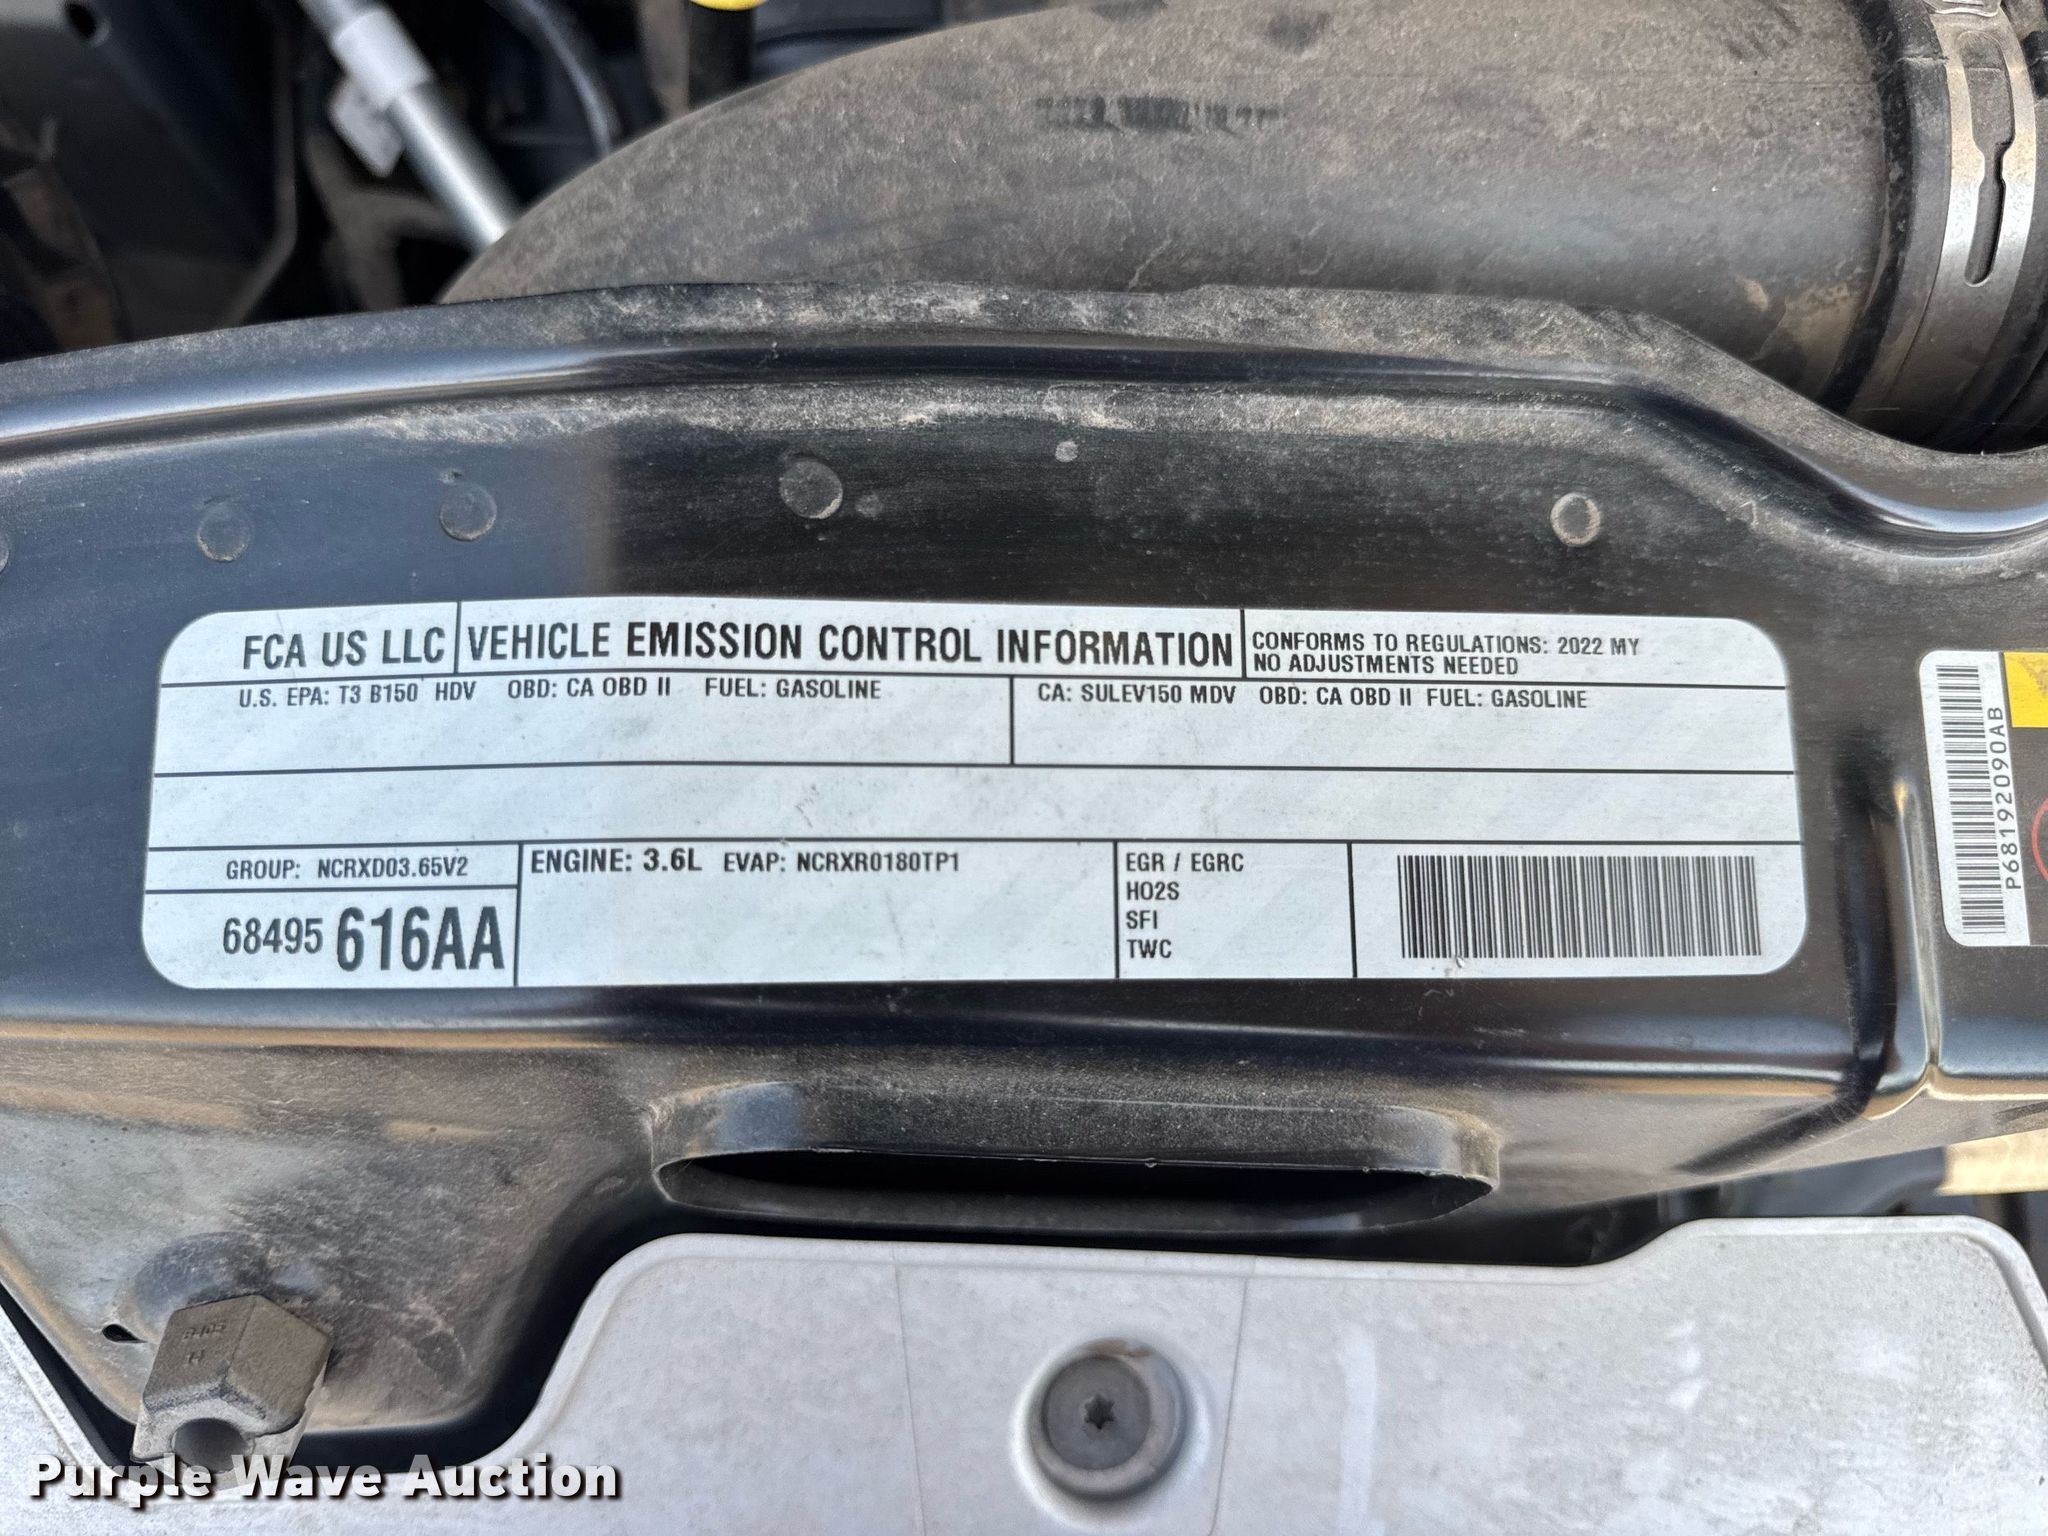 FCA US LLC
VEHICLE EMISSION CONTROL INFORMATION
CONFORMS TO REGULATIONS: 2022 MY
NO ADJUSTMENTS NEEDED
U.S. EPA: T3 B150 HDV OBD: CA OBD II FUEL: GASOLINE
CA: SULEV150 MDV OBD: CA OBD II FUEL: GASOLINE
GROUP: NCRXD03.65V2
68495 616AA
ENGINE: 3.6L EVAP: NCRXR0180TP1
EGR / EGRC
HO2S
SFI
TWC
P68192090AB
Purple Wave Auction